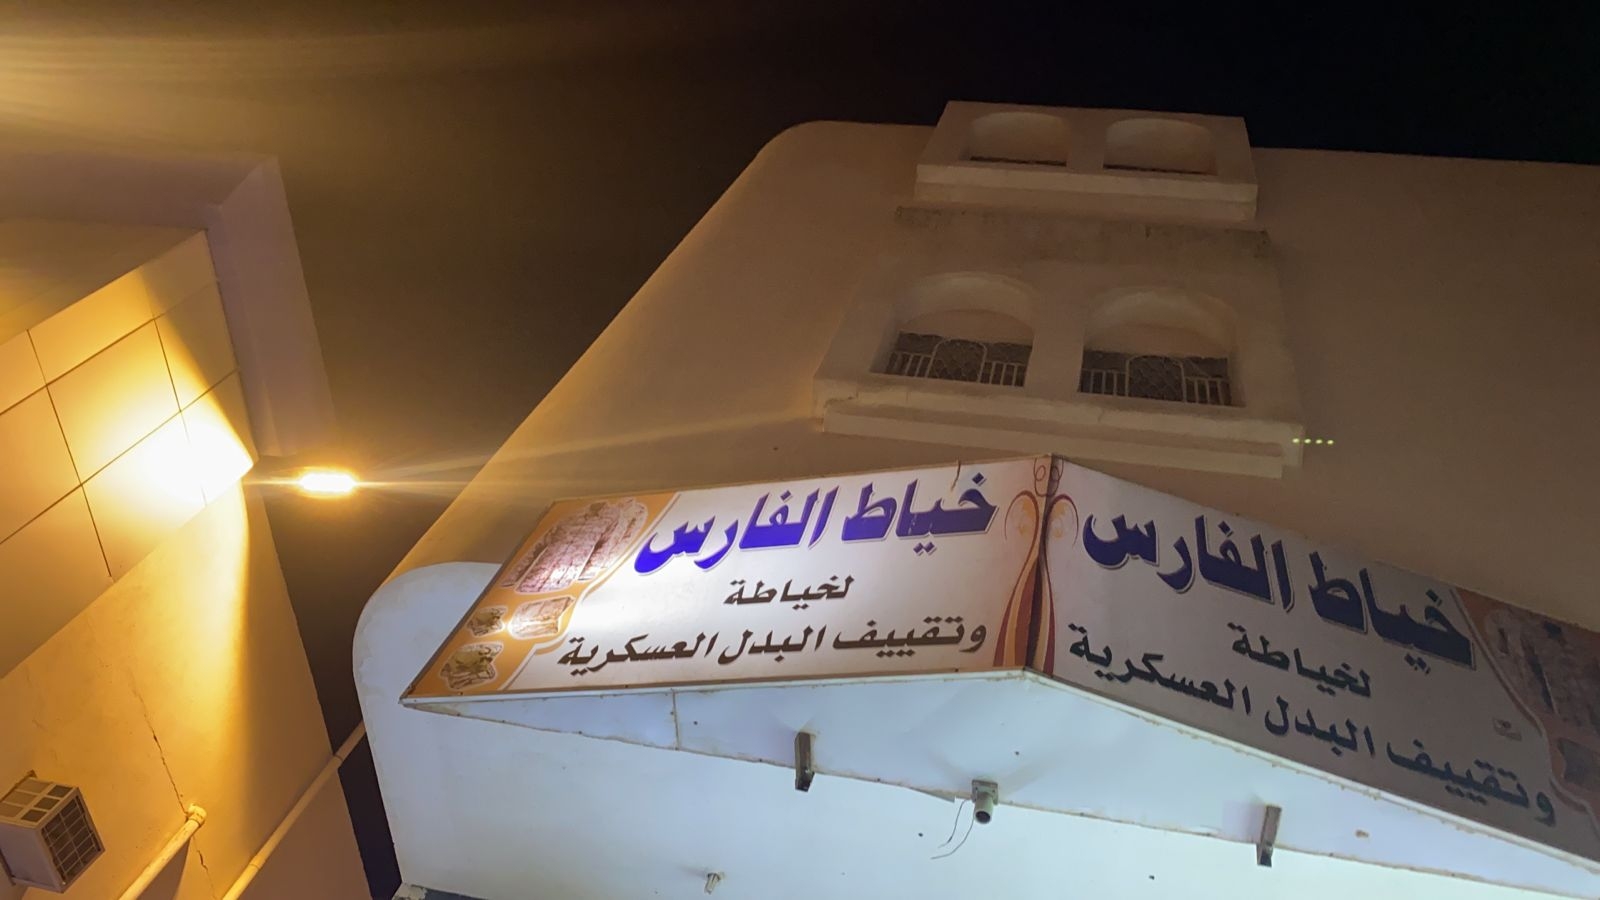 خياط الفارس
لخياطة
وتقييف البدل العسكرية
خياط الفارس
لخياطة
وتقييف البدل العسكرية